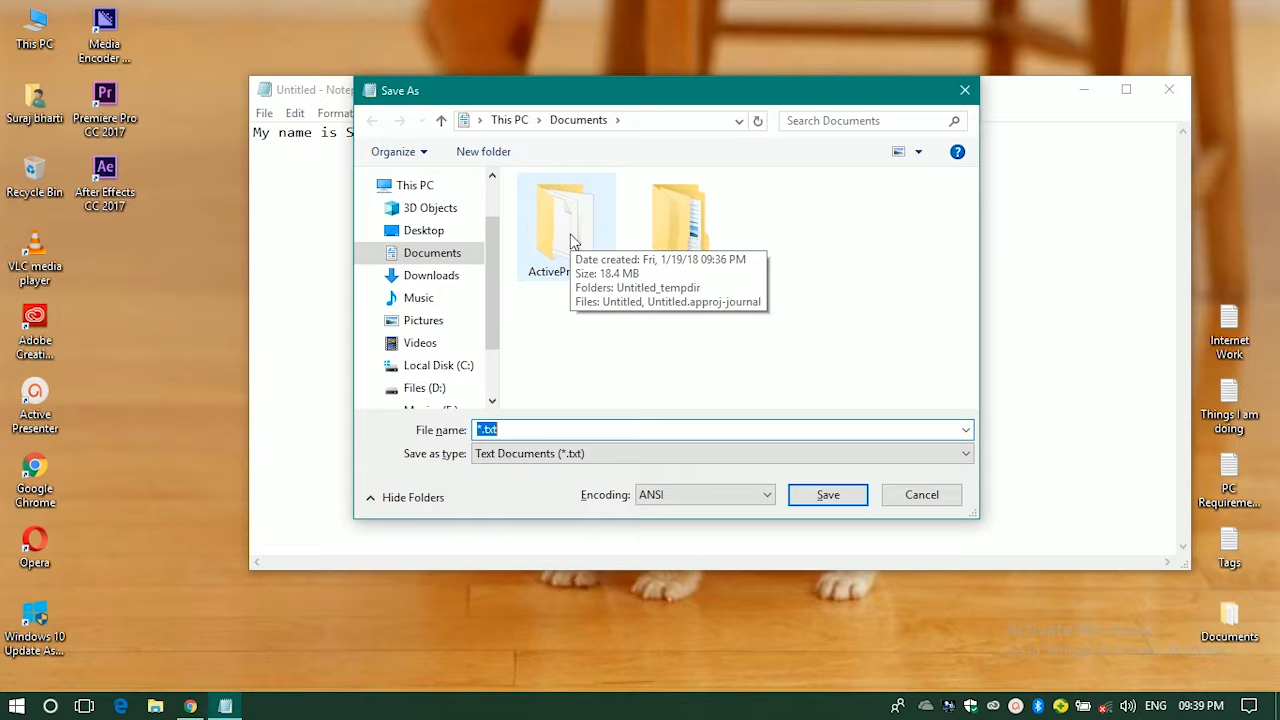 This PC
Media
Encoder ...
Suraj bharti
Premiere Pro
CC 2017
Recycle Bin
After Effects
CC 2017
VLC media
player
Adobe
Creati...
Active
Presenter
Google
Chrome
Opera
Windows 10
Update As...
Untitled - Note
File Edit Format
My name is S
Save As
This PC > Documents >
Search Documents
Organize
New folder
This PC
3D Objects
Desktop
Documents
Downloads
Music
Pictures
Videos
Local Disk (C:)
Files (D:)
ActivePr
Date created: Fri, 1/19/18 09:36 PM
Size: 18.4 MB
Folders: Untitled_tempdir
Files: Untitled, Untitled.approj-journal
File name: *.txt
Save as type: Text Documents (*.txt)
Hide Folders
Encoding: ANSI
Save
Cancel
Internet
Work
Things I am
doing
PC
Requireme...
Tags
Documents
Activate Windows
ENG
09:39 PM